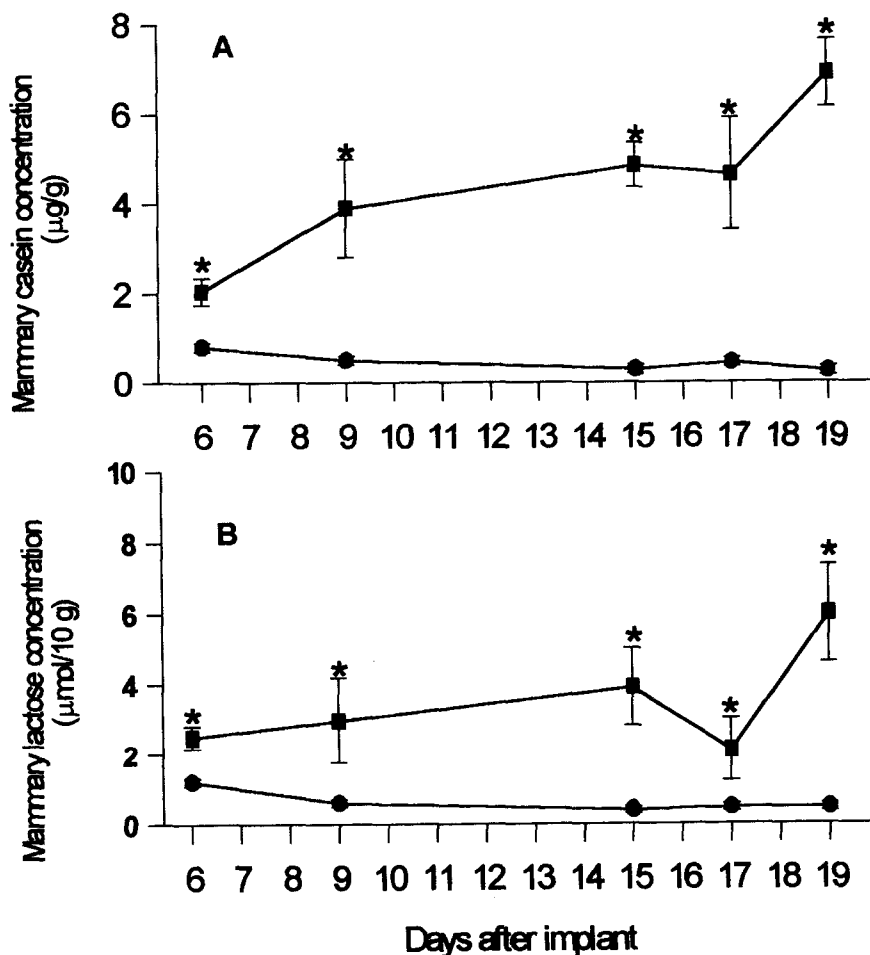 A
Mammary casein concentration
(μg/g)
8
6
4
2
0
* * * * *
6 7 8 9 10 11 12 13 14 15 16 17 18 19
B
Mammary lactose concentration
(μmol/10 g)
10
8
6
4
2
0
* * * * *
6 7 8 9 10 11 12 13 14 15 16 17 18 19
Days after implant